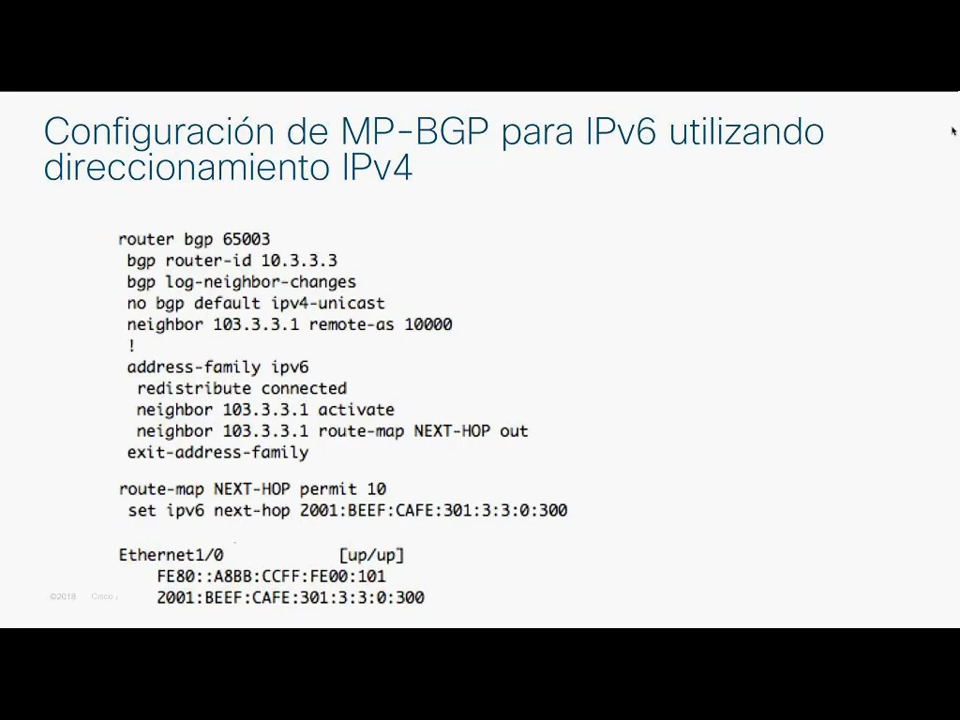 Configuración de MP-BGP para IPv6 utilizando
direccionamiento IPv4
router bgp 65003
bgp router-id 10.3.3.3
bgp log-neighbor-changes
no bgp default ipv4-unicast
neighbor 103.3.3.1 remote-as 10000
!
address-family ipv6
redistribute connected
neighbor 103.3.3.1 activate
neighbor 103.3.3.1 route-map NEXT-HOP out
exit-address-family
route-map NEXT-HOP permit 10
set ipv6 next-hop 2001:BEEF:CAFE:301:3:3:0:300
Ethernet1/0 [up/up]
FE80::A8BB:CCFF:FE00:101
2001:BEEF:CAFE:301:3:3:0:300
©2018 Cisco